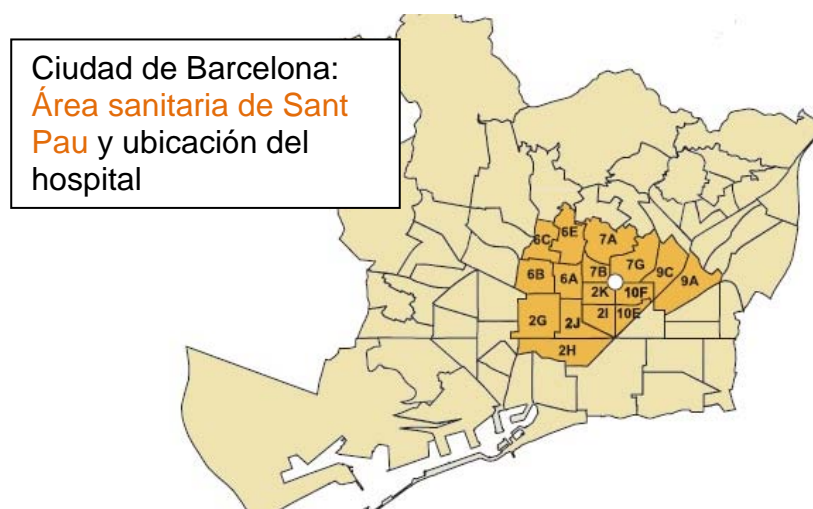 Ciudad de Barcelona:
Área sanitaria de Sant
Pau y ubicación del
hospital
6C
6E
7A
6B
6A
7B
7G
9C
9A
2K
10F
2G
2J
2I
10E
2H